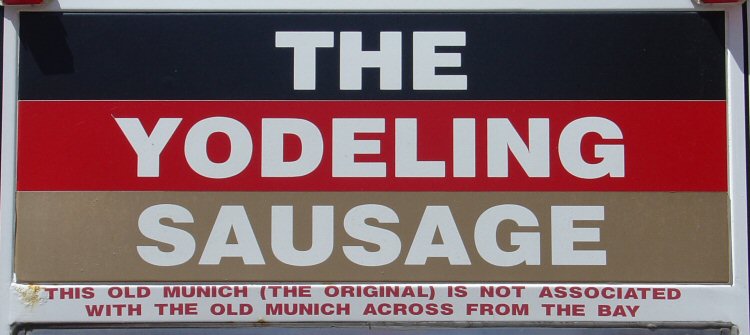 THE
YODELING
SAUSAGE
THIS OLD MUNICH (THE ORIGINAL) IS NOT ASSOCIATED
WITH THE OLD MUNICH ACROSS FROM THE BAY